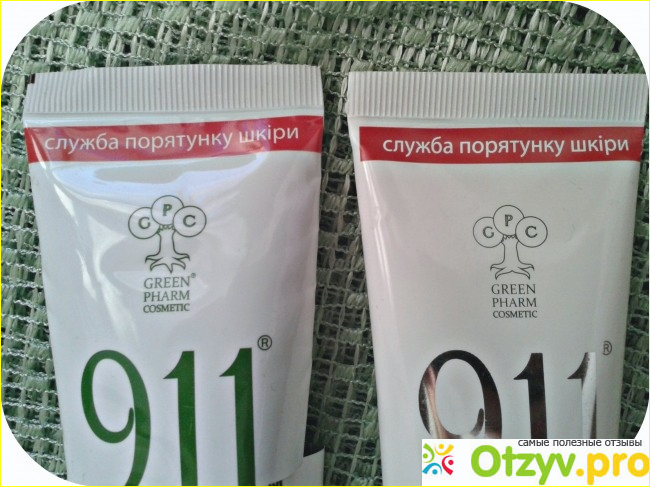 служба порятунку шкіри
G P C
GREEN®
PHARM
COSMETIC
911®
служба порятунку шкіри
G P C
GREEN
PHARM
COSMETIC
911®
самые полезные отзывы
Otzyv.pro